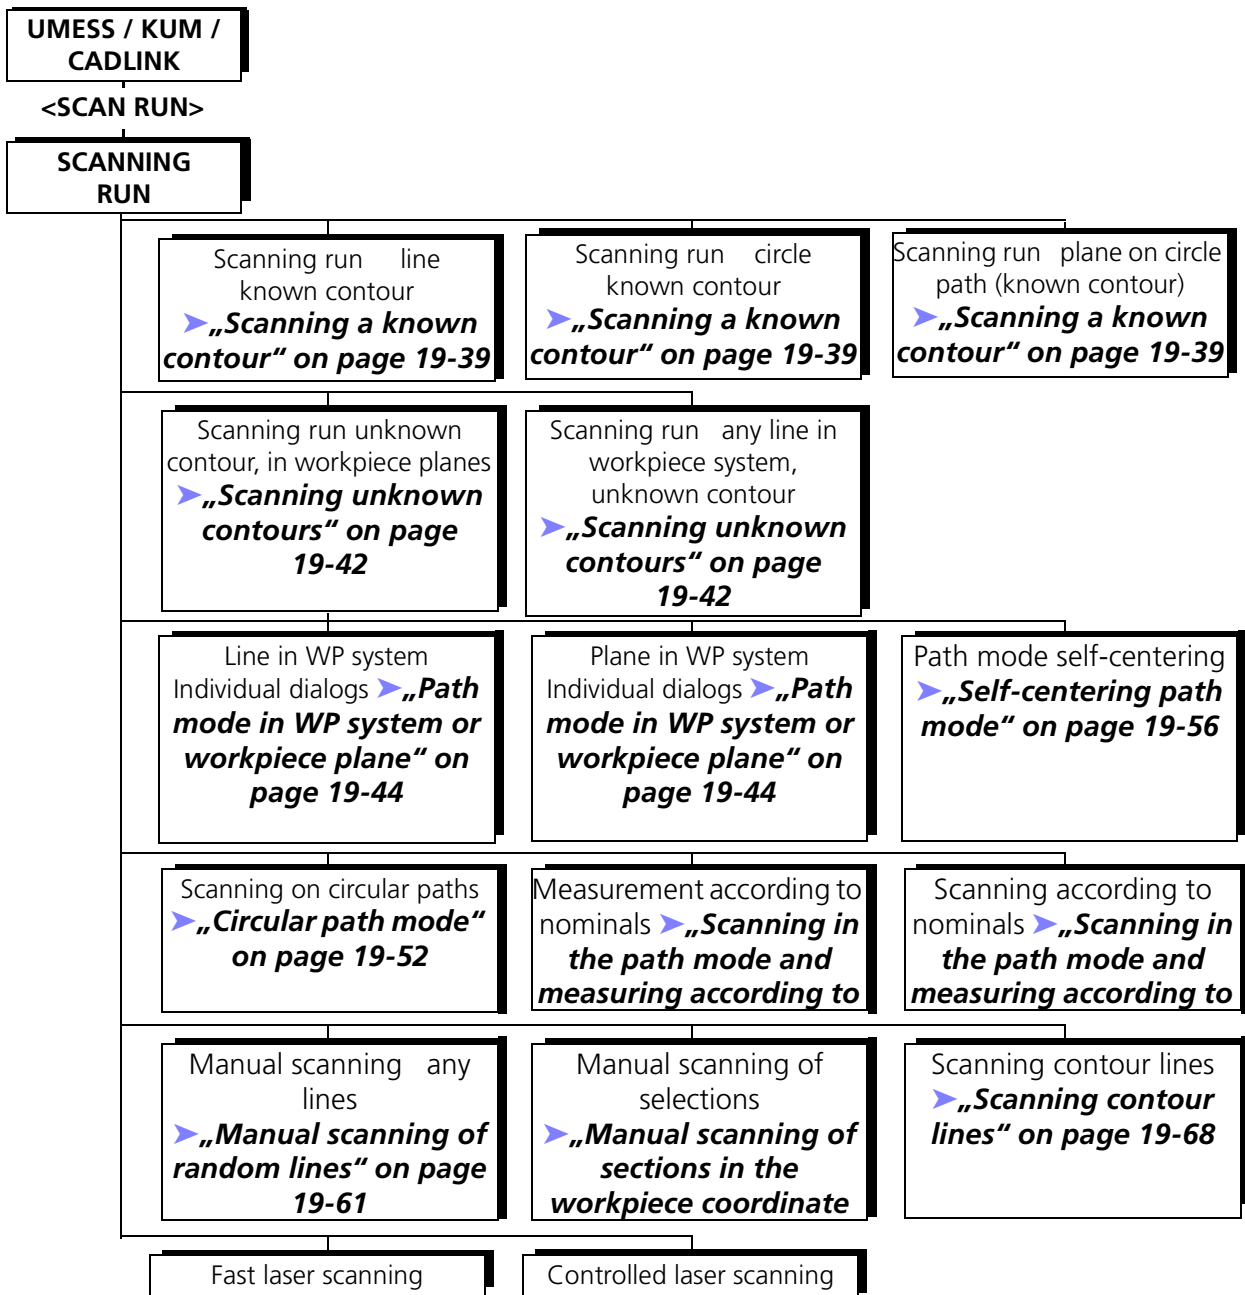 UMESS / KUM /
CADLINK
<SCAN RUN>
SCANNING
RUN
Scanning run line
known contour
➤„Scanning a known
contour“ on page 19-39
Scanning run circle
known contour
➤„Scanning a known
contour“ on page 19-39
Scanning run plane on circle
path (known contour)
➤„Scanning a known
contour“ on page 19-39
Scanning run unknown
contour, in workpiece planes
➤„Scanning unknown
contours“ on page
19-42
Scanning run any line in
workpiece system,
unknown contour
➤„Scanning unknown
contours“ on page
19-42
Line in WP system
Individual dialogs ➤„Path
mode in WP system or
workpiece plane“ on
page 19-44
Plane in WP system
Individual dialogs ➤„Path
mode in WP system or
workpiece plane“ on
page 19-44
Path mode self-centering
➤„Self-centering path
mode“ on page 19-56
Scanning on circular paths
➤„Circular path mode“
on page 19-52
Measurement according to
nominals ➤„Scanning in
the path mode and
measuring according to
Scanning according to
nominals ➤„Scanning in
the path mode and
measuring according to
Manual scanning any
lines
➤„Manual scanning of
random lines“ on page
19-61
Manual scanning of
selections
➤„Manual scanning of
sections in the
workpiece coordinate
Scanning contour lines
➤„Scanning contour
lines“ on page 19-68
Fast laser scanning
Controlled laser scanning